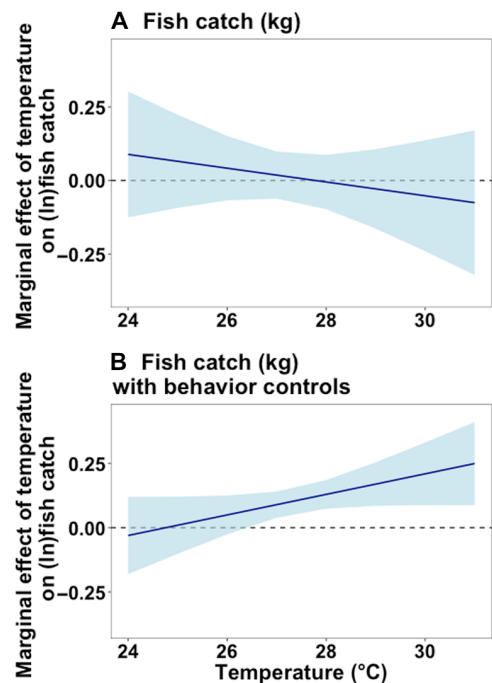 A Fish catch (kg)
Marginal effect of temperature
on (ln)fish catch
0.25
0.00
−0.25
24 26 28 30
B Fish catch (kg)
with behavior controls
Marginal effect of temperature
on (ln)fish catch
0.25
0.00
−0.25
24 26 28 30
Temperature (°C)